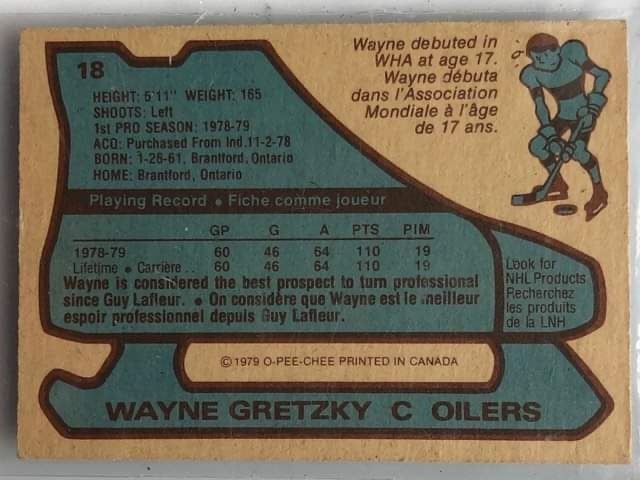 18
Wayne debuted in
WHA at age 17.
Wayne débuta
dans l'Association
Mondiale à l'âge
de 17 ans.
HEIGHT: 5'11" WEIGHT: 165
SHOOTS: Left
1st PRO SEASON: 1978-79
ACQ: Purchased From Ind. 11-2-78
BORN: 1-26-61, Brantford, Ontario
HOME: Brantford, Ontario
Playing Record • Fiche comme joueur
GP G A PTS PIM
1978-79 60 46 64 110 19
Lifetime • Carrière . . 60 46 64 110 19
Wayne is considered the best prospect to turn professional
since Guy Lafleur. • On considère que Wayne est le meilleur
espoir professionnel depuis Guy Lafleur.
Look for
NHL Products
Recherchez
les produits
de la LNH
© 1979 O-PEE-CHEE PRINTED IN CANADA
WAYNE GRETZKY C OILERS